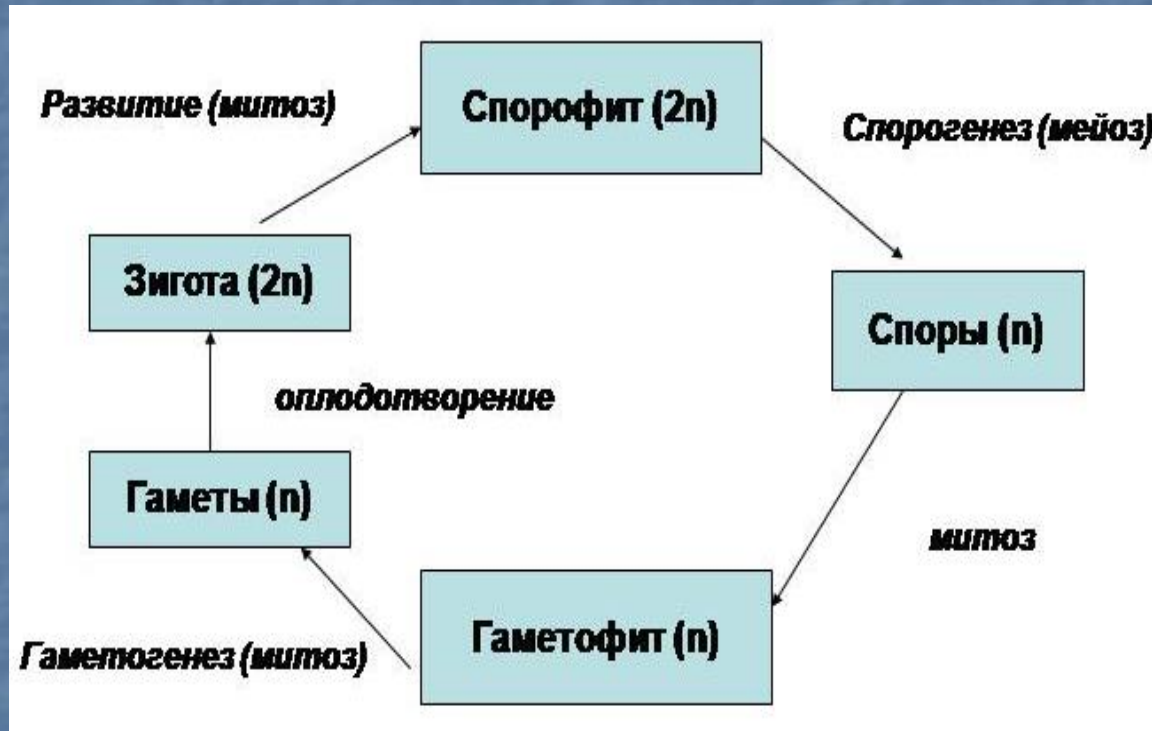 Развитие (митоз)
Спорофит (2n)
Спорогенез (мейоз)
Зигота (2n)
Споры (n)
оплодотворение
Гаметы (n)
митоз
Гаметофит (n)
Гаметогенез (митоз)